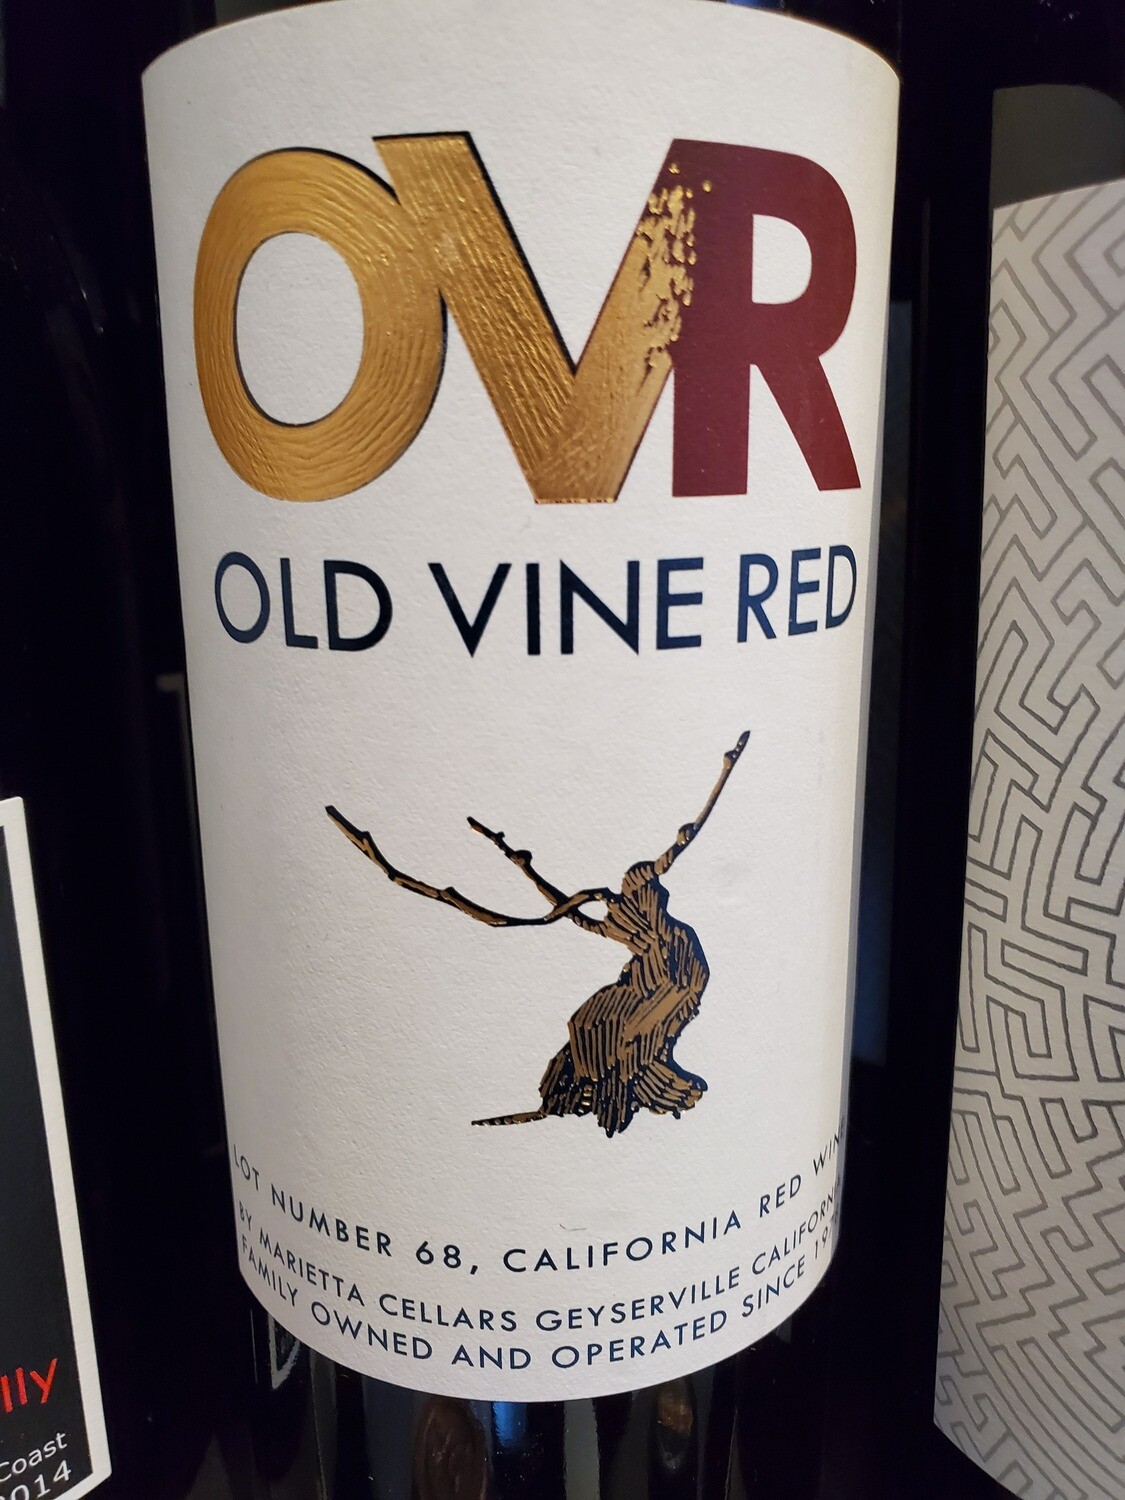 OVR
OLD VINE RED
LOT NUMBER 68, CALIFORNIA RED WINE
BY MARIETTA CELLARS GEYSERVILLE CALIFORNIA
FAMILY OWNED AND OPERATED SINCE
Coast
2014